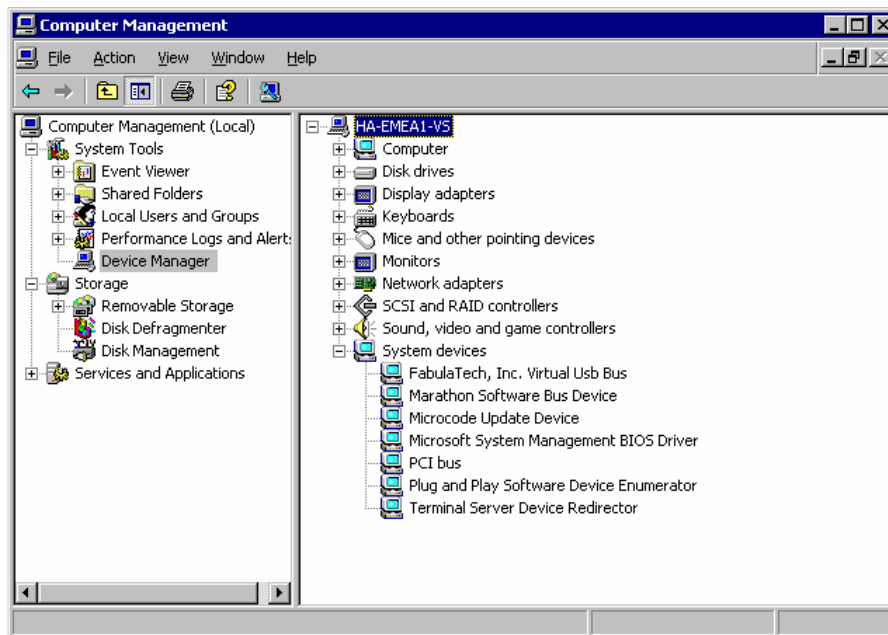 Computer Management
File Action View Window Help
Computer Management (Local)
System Tools
Event Viewer
Shared Folders
Local Users and Groups
Performance Logs and Alert
Device Manager
Storage
Removable Storage
Disk Defragmenter
Disk Management
Services and Applications
HA-EMEA1-VS
Computer
Disk drives
Display adapters
Keyboards
Mice and other pointing devices
Monitors
Network adapters
SCSI and RAID controllers
Sound, video and game controllers
System devices
FabulaTech, Inc. Virtual Usb Bus
Marathon Software Bus Device
Microcode Update Device
Microsoft System Management BIOS Driver
PCI bus
Plug and Play Software Device Enumerator
Terminal Server Device Redirector